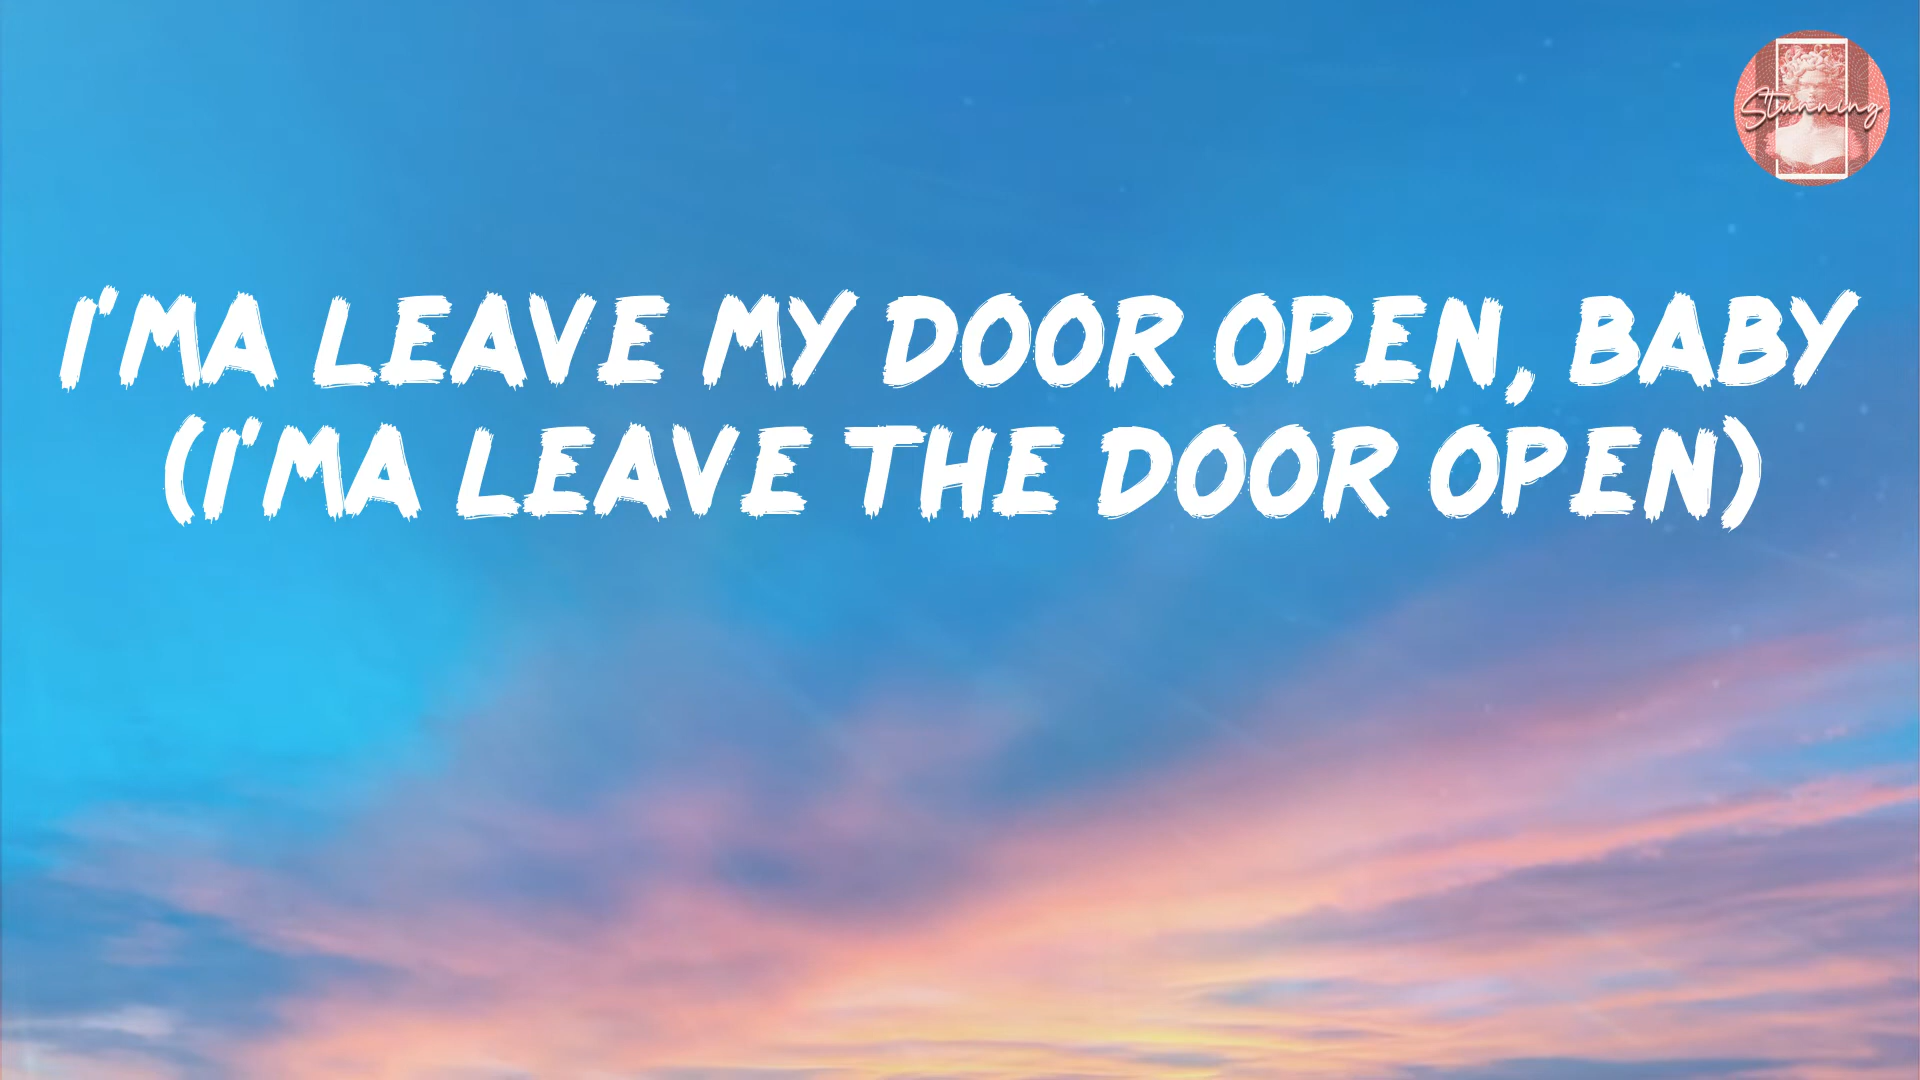 Stunning
I'MA LEAVE MY DOOR OPEN, BABY
(I'MA LEAVE THE DOOR OPEN)